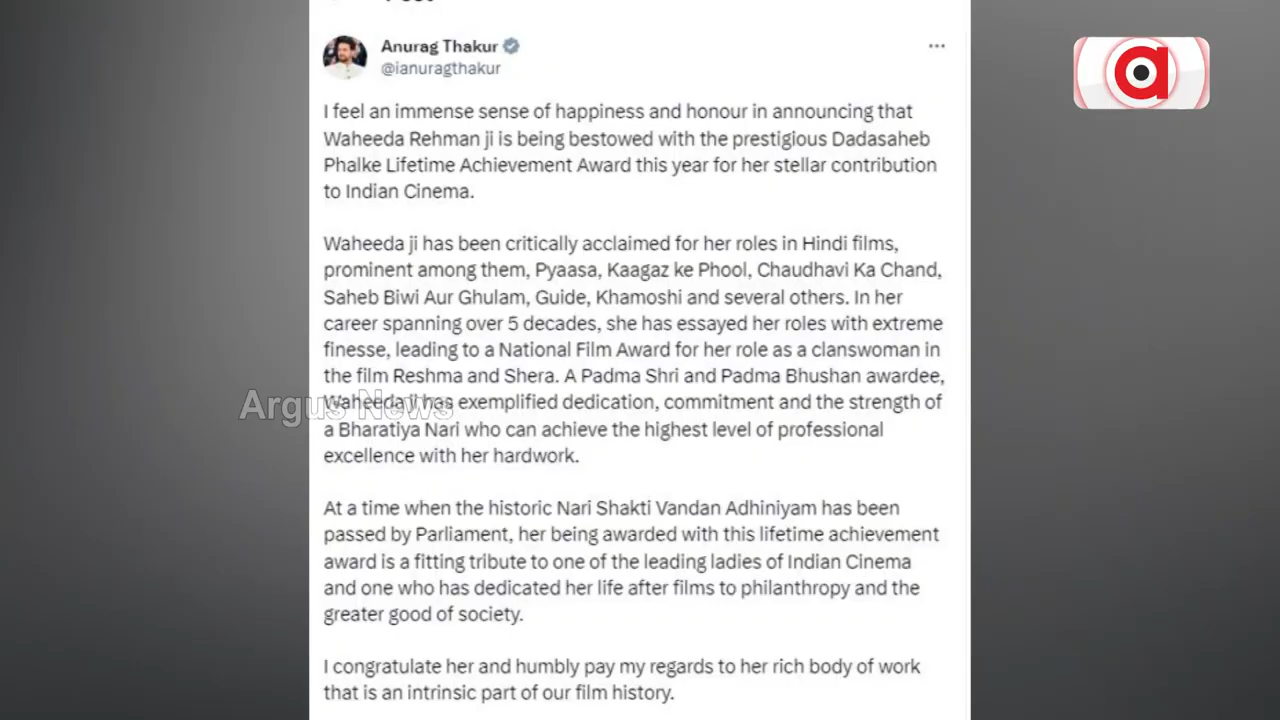 Anurag Thakur
@ianuragthakur
a
I feel an immense sense of happiness and honour in announcing that
Waheeda Rehman ji is being bestowed with the prestigious Dadasaheb
Phalke Lifetime Achievement Award this year for her stellar contribution
to Indian Cinema.
Waheeda ji has been critically acclaimed for her roles in Hindi films,
prominent among them, Pyaasa, Kaagaz ke Phool, Chaudhavi Ka Chand,
Saheb Biwi Aur Ghulam, Guide, Khamoshi and several others. In her
career spanning over 5 decades, she has essayed her roles with extreme
finesse, leading to a National Film Award for her role as a clanswoman in
the film Reshma and Shera. A Padma Shri and Padma Bhushan awardee,
Waheeda ji has exemplified dedication, commitment and the strength of
Argus News
a Bharatiya Nari who can achieve the highest level of professional
excellence with her hardwork.
At a time when the historic Nari Shakti Vandan Adhiniyam has been
passed by Parliament, her being awarded with this lifetime achievement
award is a fitting tribute to one of the leading ladies of Indian Cinema
and one who has dedicated her life after films to philanthropy and the
greater good of society.
I congratulate her and humbly pay my regards to her rich body of work
that is an intrinsic part of our film history.